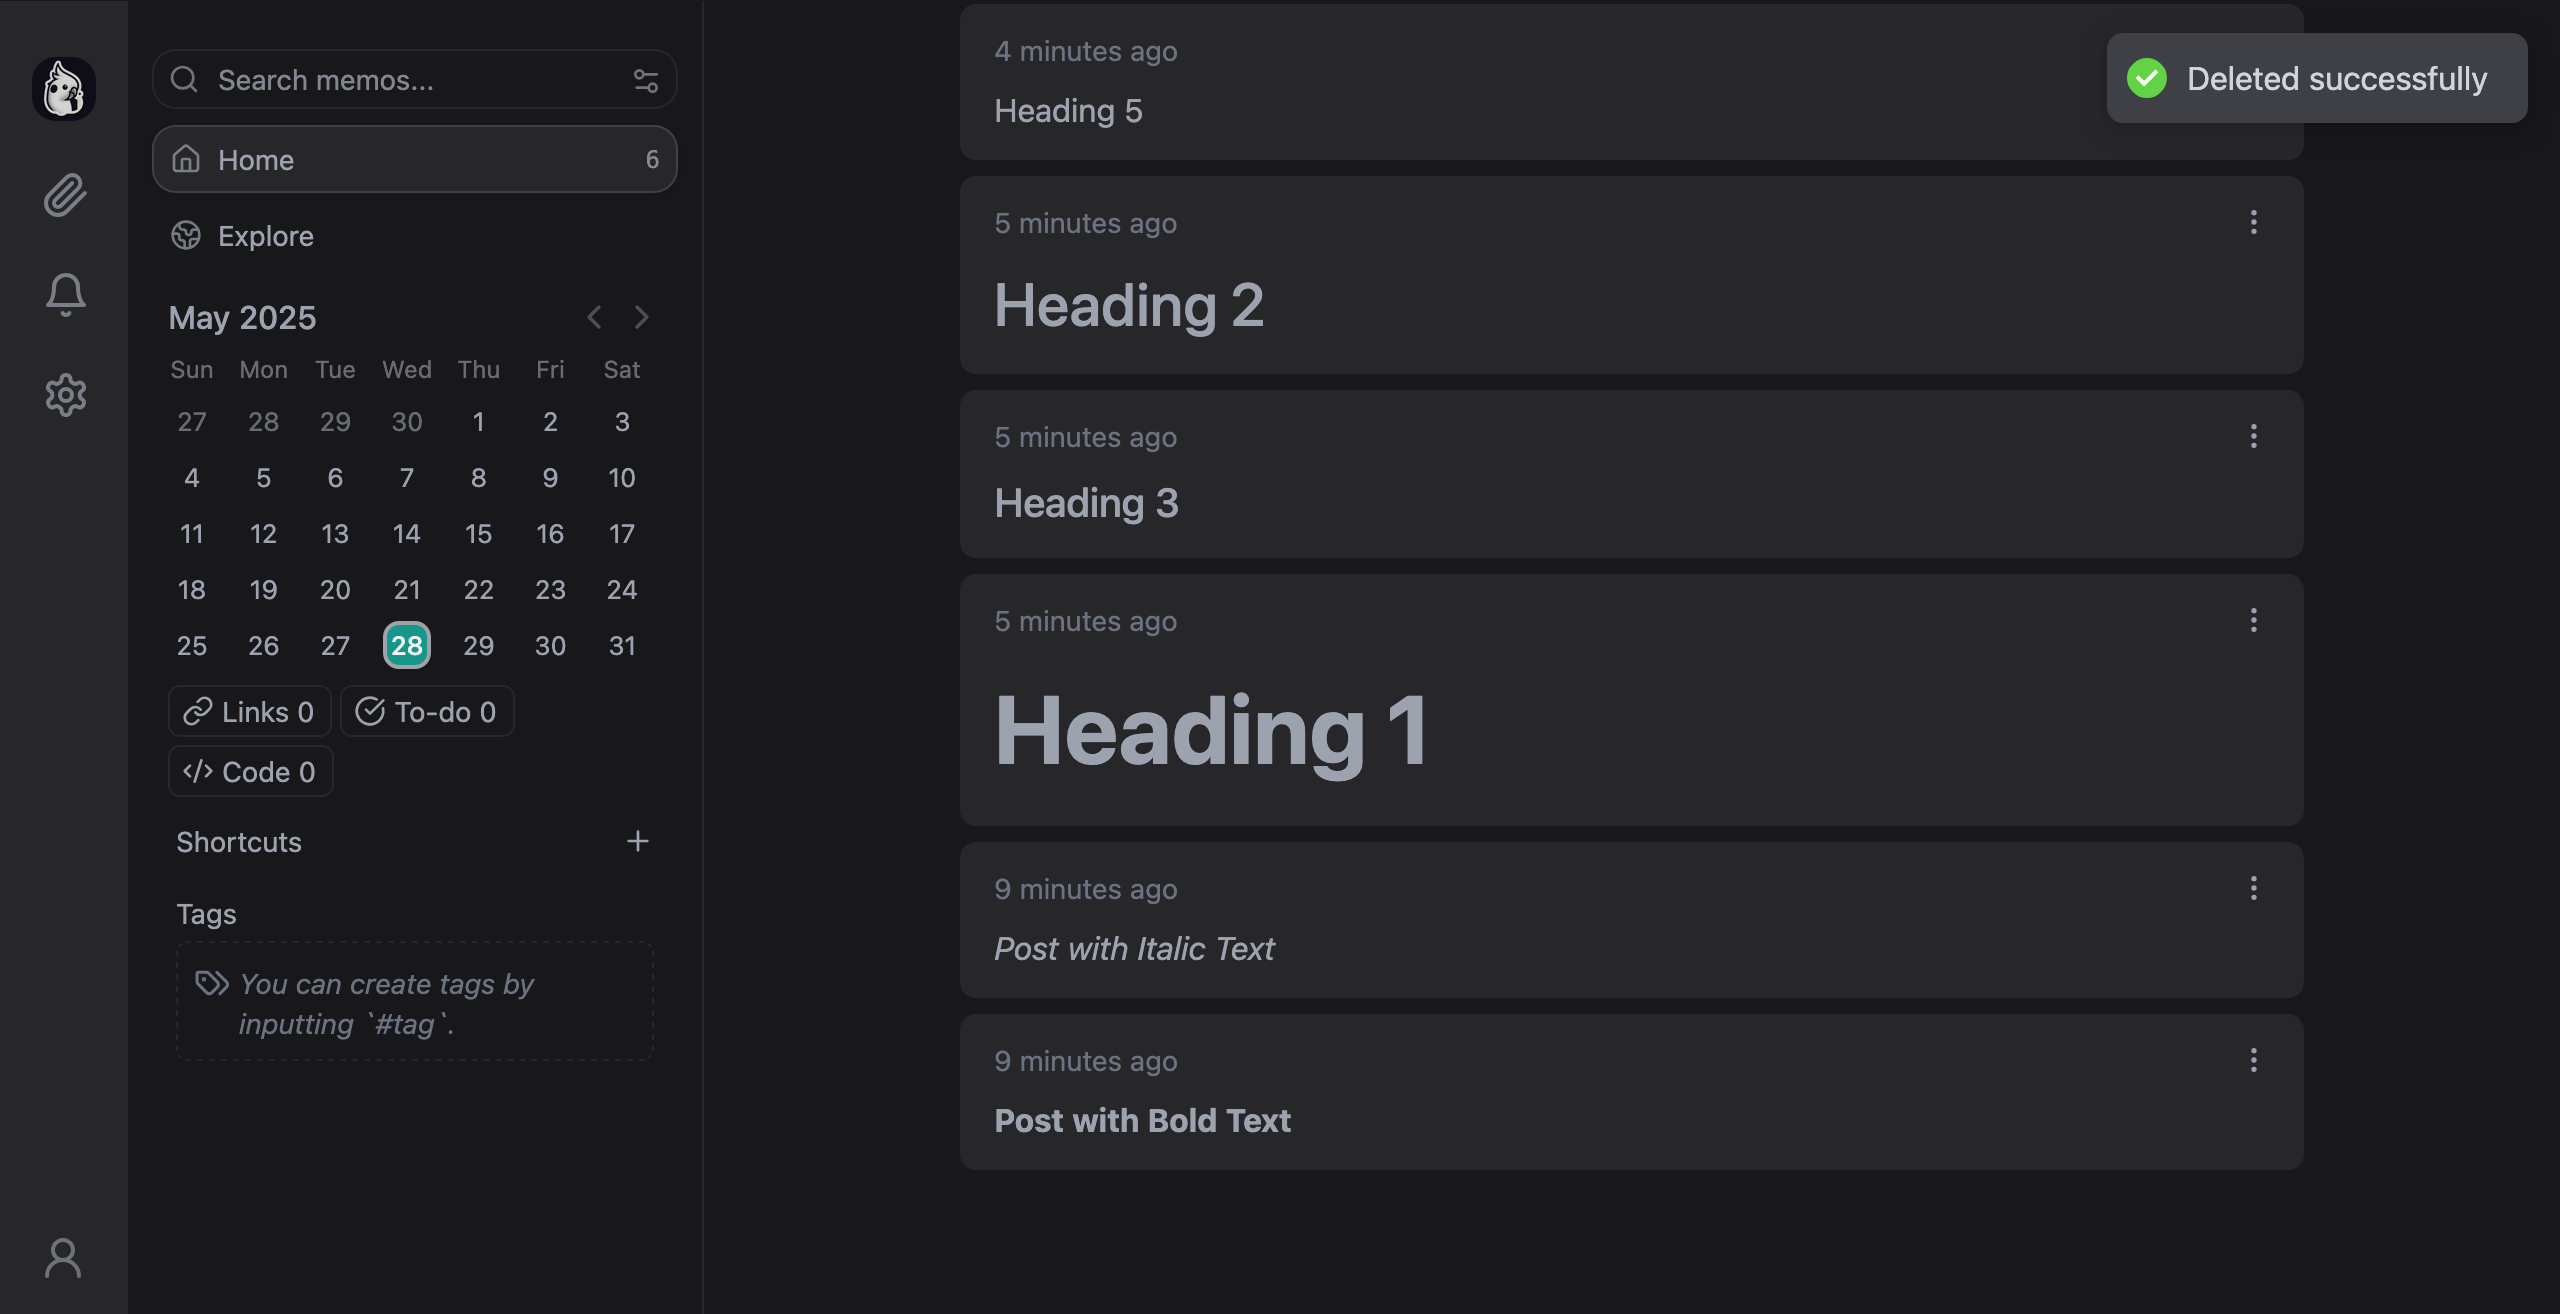 Search memos...
Home 6
Explore
May 2025
Sun Mon Tue Wed Thu Fri Sat
27 28 29 30 1 2 3
4 5 6 7 8 9 10
11 12 13 14 15 16 17
18 19 20 21 22 23 24
25 26 27 28 29 30 31
Links 0 To-do 0
Code 0
Shortcuts
Tags
You can create tags by
inputting `#tag`.
4 minutes ago
Heading 5
5 minutes ago
Heading 2
5 minutes ago
Heading 3
5 minutes ago
Heading 1
9 minutes ago
Post with Italic Text
9 minutes ago
Post with Bold Text
Deleted successfully